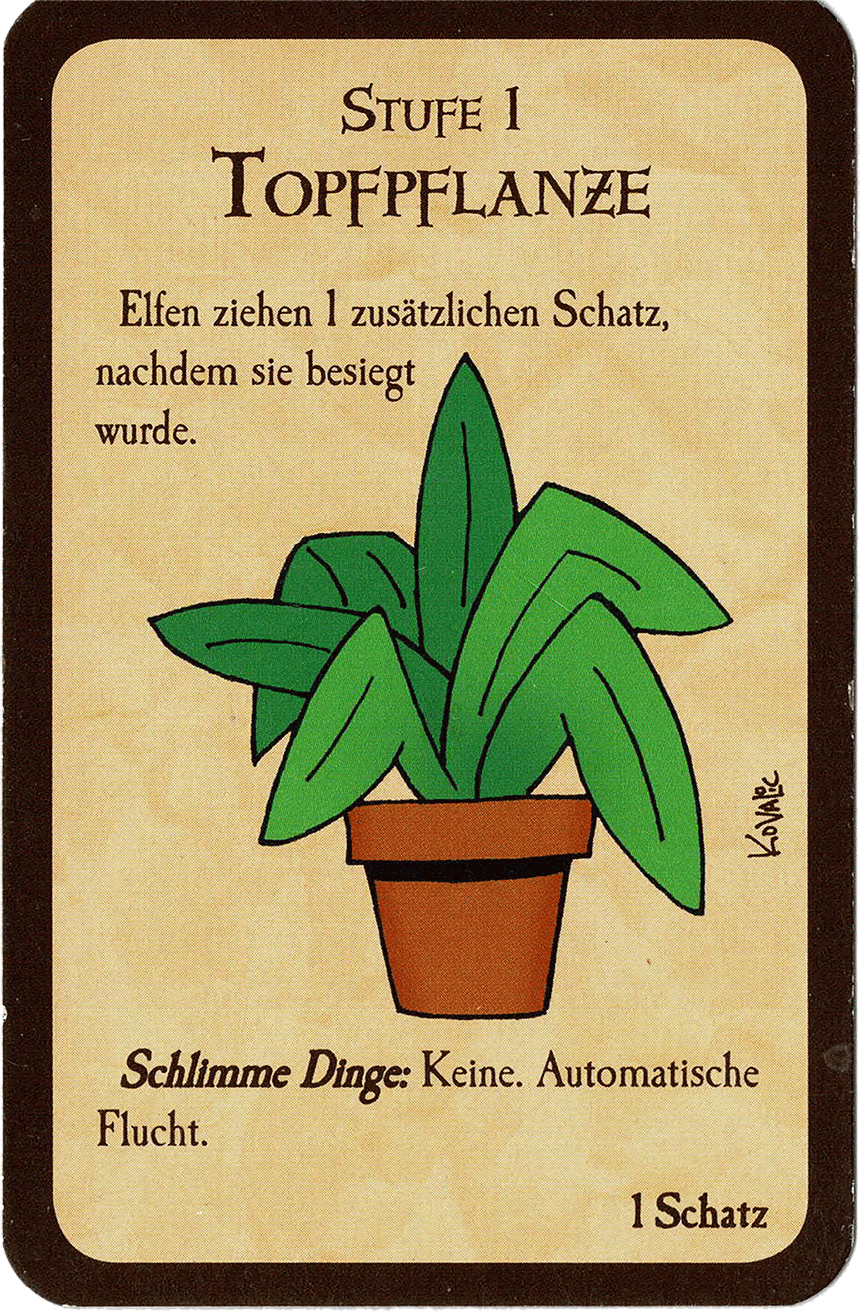 Stufe 1
Topfpflanze
Elfen ziehen 1 zusätzlichen Schatz,
nachdem sie besiegt
wurde.
Kovalic
Schlimme Dinge: Keine. Automatische
Flucht.
1 Schatz